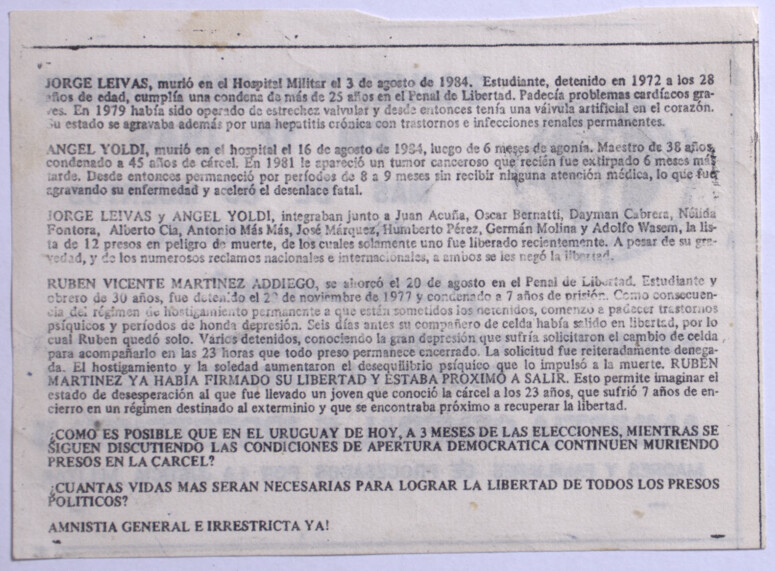 JORGE LEIVAS, murió en el Hospital Militar el 3 de agosto de 1984. Estudiante, detenido en 1972 a los 28
años de edad, cumplía una condena de más de 25 años en el Penal de Libertad. Padecía problemas cardíacos gra-
ves. En 1979 había sido operado de estrechez valvular y desde entonces tenía una válvula artificial en el corazón.
Su estado se agravaba además por una hepatitis crónica con trastornos e infecciones renales permanentes.
ANGEL YOLDI, murió en el hospital el 16 de agosto de 1984, luego de 6 meses de agonía. Maestro de 38 años,
condenado a 45 años de cárcel. En 1981 le apareció un tumor canceroso que recién fue extirpado 6 meses más
tarde. Desde entonces permaneció por períodos de 8 a 9 meses sin recibir ninguna atención médica, lo que fue
agravando su enfermedad y aceleró el desenlace fatal.
JORGE LEIVAS y ANGEL YOLDI, integraban junto a Juan Acuña, Oscar Bernatti, Dayman Cabrera, Nélida
Fontora, Alberto Cia, Antonio Más Más, José Márquez, Humberto Pérez, Germán Molina y Adolfo Wasem, la lis-
ta de 12 presos en peligro de muerte, de los cuales solamente uno fue liberado recientemente. A pesar de su gra-
vedad, y de los numerosos reclamos nacionales e internacionales, a ambos se les negó la libertad.
RUBEN VICENTE MARTINEZ ADDIEGO, se ahorcó el 20 de agosto en el Penal de Libertad. Estudiante y
obrero de 30 años, fue detenido el de noviembre de 1977 y condenado a 7 años de prisión. Como consecuen-
cia del régimen de hostigamiento permanente a que están sometidos los detenidos, comenzo a padecer trastornos
psíquicos y períodos de honda depresión. Seis días antes su compañero de celda había salido en libertad, por lo
cual Ruben quedó solo. Varios detenidos, conociendo la gran depresión que sufría solicitaron el cambio de celda
para acompañarlo en las 23 horas que todo preso permanece encerrado. La solicitud fue reiteradamente denega-
da. El hostigamiento y la soledad aumentaron el desequilibrio psíquico que lo impulsó a la muerte. RUBEN
MARTINEZ YA HABÍA FIRMADO SU LIBERTAD Y ESTABA PROXIMO A SALIR. Esto permite imaginar el
estado de desesperación al que fue llevado un joven que conoció la cárcel a los 23 años, que sufrió 7 años de en-
cierro en un régimen destinado al exterminio y que se encontraba próximo a recuperar la libertad.
¿COMO ES POSIBLE QUE EN EL URUGUAY DE HOY, A 3 MESES DE LAS ELECCIONES, MIENTRAS SE
SIGUEN DISCUTIENDO LAS CONDICIONES DE APERTURA DEMOCRATICA CONTINUEN MURIENDO
PRESOS EN LA CARCEL?
¿CUANTAS VIDAS MAS SERAN NECESARIAS PARA LOGRAR LA LIBERTAD DE TODOS LOS PRESOS
POLITICOS?
AMNISTIA GENERAL E IRRESTRICTA YA!